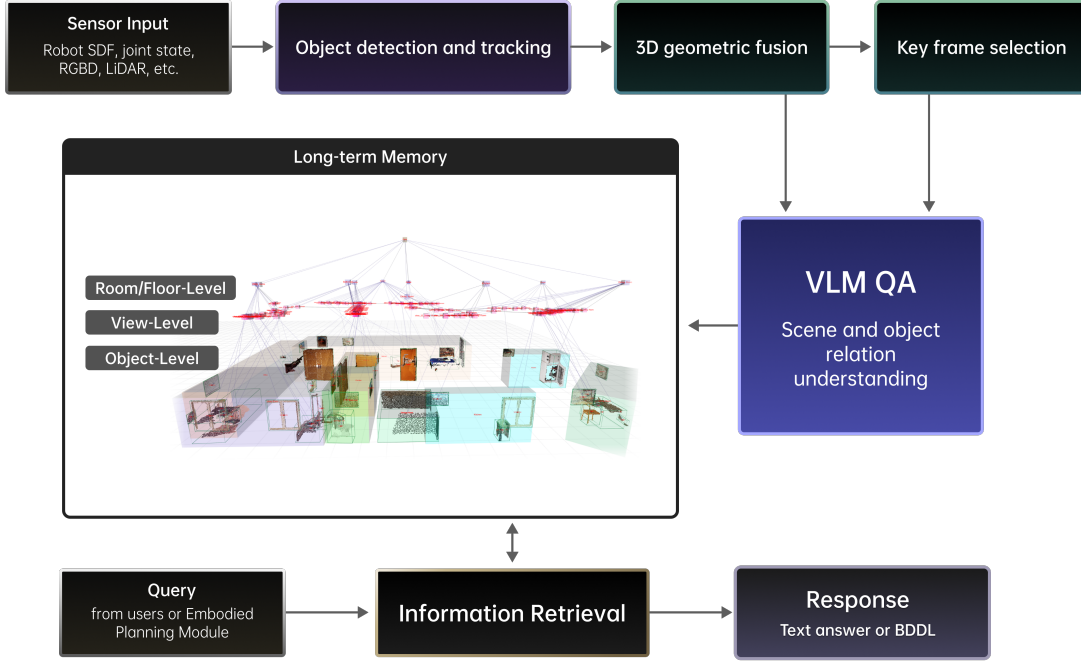 Sensor Input
Robot SDF, joint state,
RGBD, LiDAR, etc.
Object detection and tracking
3D geometric fusion
Key frame selection
Long-term Memory
Room/Floor-Level
View-Level
Object-Level
VLM QA
Scene and object
relation
understanding
Query
from users or Embodied
Planning Module
Information Retrieval
Response
Text answer or BDDL